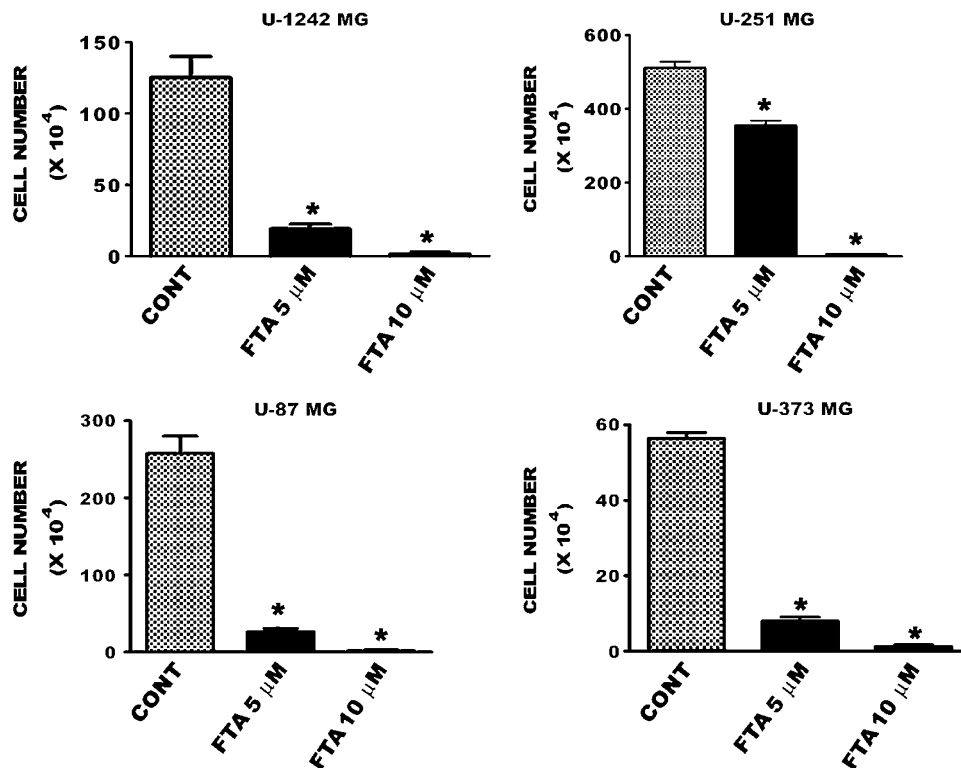 U-1242 MG
CELL NUMBER
(X 10⁴)
150
100
50
0
*
*
CONT
FTA 5 µM
FTA 10 µM
U-251 MG
CELL NUMBER
(X 10⁴)
600
400
200
0
*
*
CONT
FTA 5 µM
FTA 10 µM
U-87 MG
CELL NUMBER
(X 10⁴)
300
200
100
0
*
*
CONT
FTA 5 µM
FTA 10 µM
U-373 MG
CELL NUMBER
(X 10⁴)
60
40
20
0
*
*
CONT
FTA 5 µM
FTA 10 µM